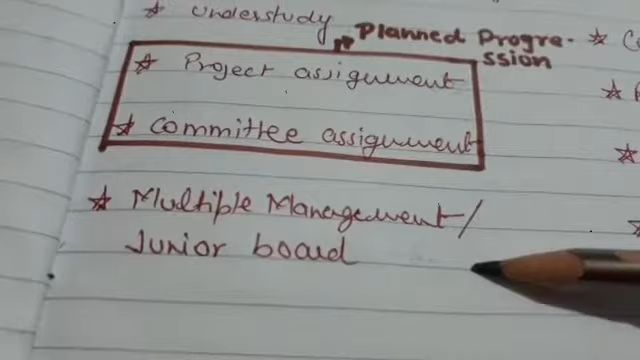 * Understudy
Planned Progre-
ssion
* Project assignment
* Committee assignment
* Multiple Management/
Junior board